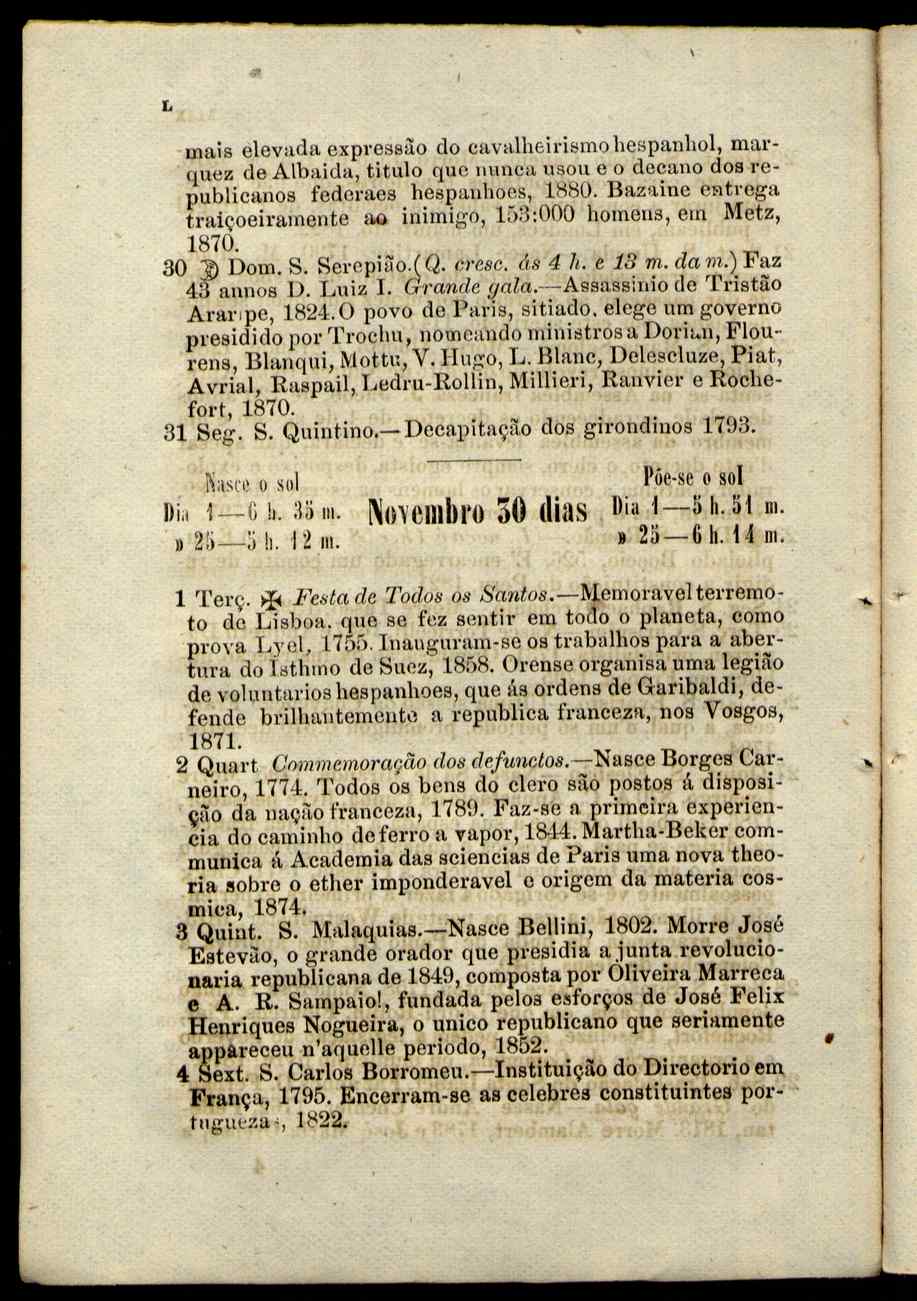 L
mais elevada expressão do cavalheirismo hespanhol, mar-
quez de Albaida, titulo que nunca usou e o decano dos re-
publicanos federaes hespanhoes, 1880. Bazaine entrega
traiçoeiramente ao inimigo, 153:000 homens, em Metz,
1870.
30 Dom. S. Serepião.(Q. cresc. ás 4 h. e 13 m. da m.) Faz
43 annos D. Luiz I. Grande gala.—Assassinio de Tristão
Araripe, 1824. O povo de Paris, sitiado, elege um governo
presidido por Trochu, nomeando ministros a Dorian, Flou-
rens, Blanqui, Mottu, V. Hugo, L. Blanc, Delescluze, Piat,
Avrial, Raspail, Ledru-Rollin, Millieri, Ranvier e Roche-
fort, 1870.
31 Seg. S. Quintino.—Decapitação dos girondinos 1793.
Nasce o sol
Dia 1—6 h. 35 m.
» 25—5 h. 12 m.
Novembro 30 dias
Põe-se o sol
Dia 1—5 h. 51 m.
» 25—6 h. 14 m.
1 Terç. ✠ Festa de Todos os Santos.—Memoravel terremo-
to de Lisboa, que se fez sentir em todo o planeta, como
prova Lyel, 1755. Inauguram-se os trabalhos para a aber-
tura do Isthmo de Suez, 1858. Orense organisa uma legião
de voluntarios hespanhoes, que ás ordens de Garibaldi, de-
fende brilhantemente a republica franceza, nos Vosgos,
1871.
2 Quart Commemoração dos defunctos.—Nasce Borges Car-
neiro, 1774. Todos os bens do clero são postos á disposi-
ção da nação franceza, 1789. Faz-se a primeira experien-
cia do caminho de ferro a vapor, 1844. Martha-Beker com-
munica á Academia das sciencias de Paris uma nova theo-
ria sobre o ether imponderavel e origem da materia cos-
mica, 1874.
3 Quint. S. Malaquias.—Nasce Bellini, 1802. Morre José
Estevão, o grande orador que presidia a junta revolucio-
naria republicana de 1849, composta por Oliveira Marreca
e A. R. Sampaio!, fundada pelos esforços de José Felix
Henriques Nogueira, o unico republicano que seriamente
appareceu n'aquelle periodo, 1852.
4 Sext. S. Carlos Borromeu.—Instituição do Directorio em
França, 1795. Encerram-se as celebres constituintes por-
tuguezas, 1822.